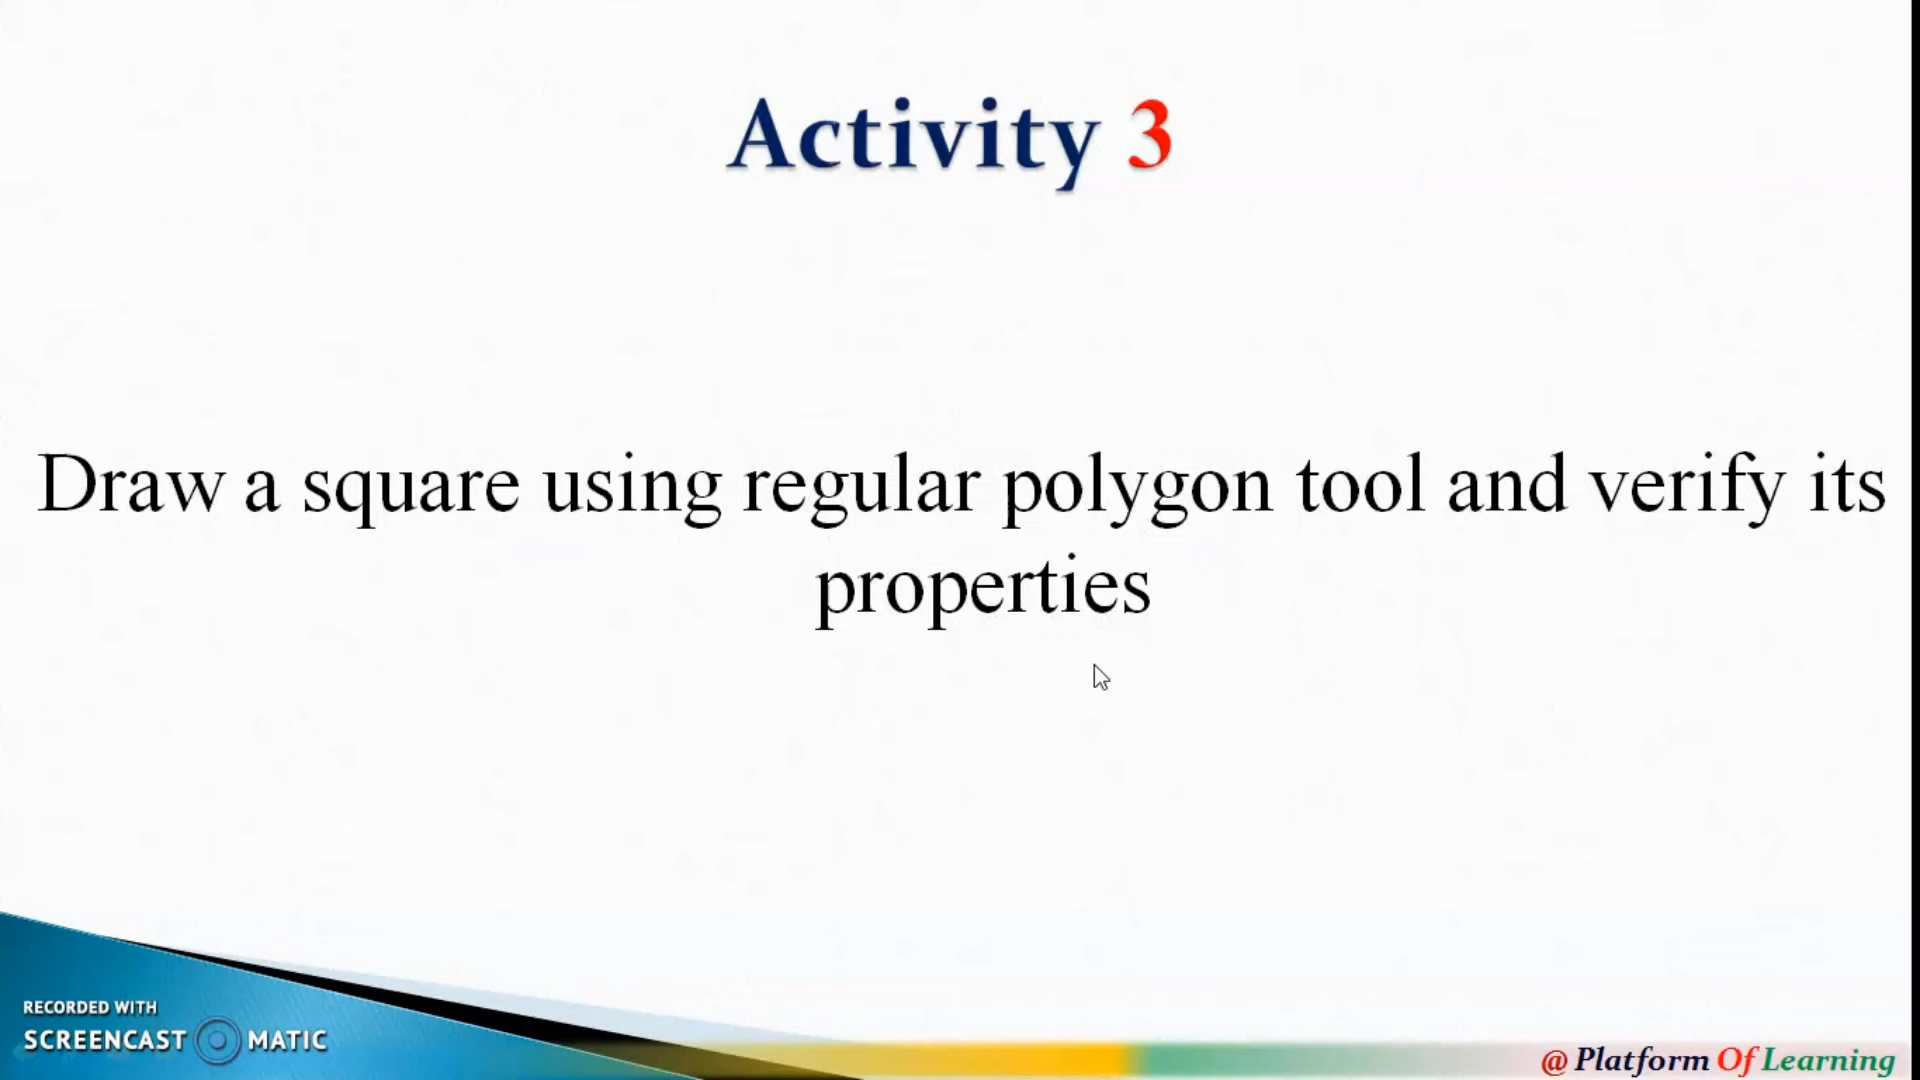 Activity 3
Draw a square using regular polygon tool and verify its
properties
RECORDED WITH
SCREENCAST MATIC
@ Platform Of Learning